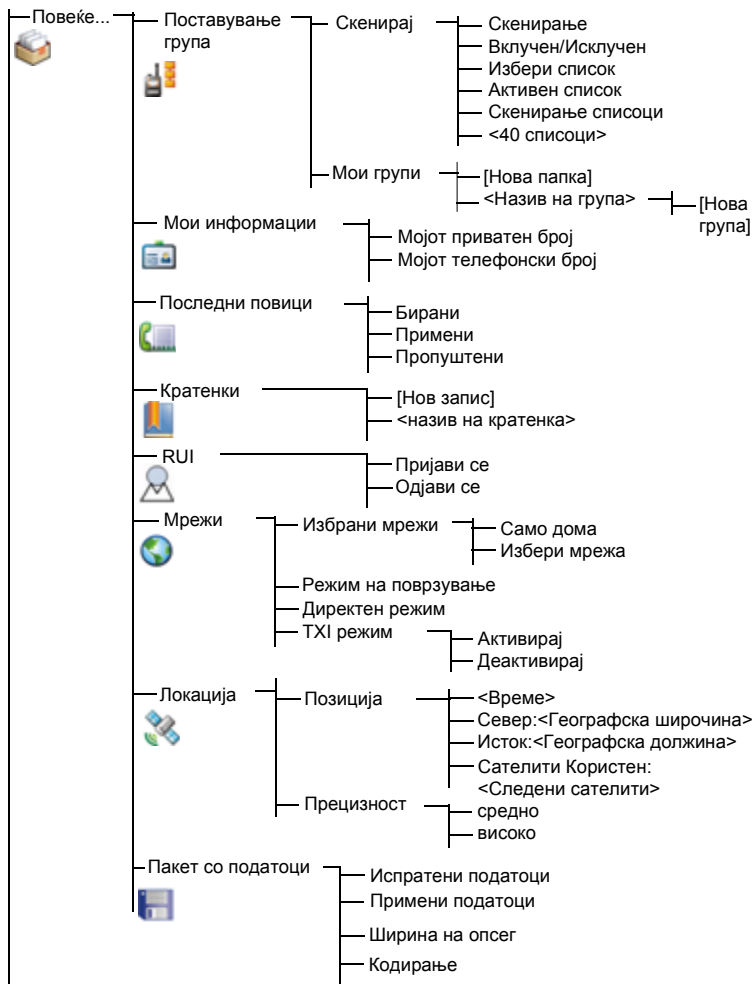 Повеќе...
Поставување
група
Скенирај
Скенирање
Вклучен/Исклучен
Избери список
Активен список
Скенирање списоци
<40 списоци>
Мои групи
[Нова папка]
<Назив на група>
[Нова
група]
Мои информации
Мојот приватен број
Мојот телефонски број
Последни повици
Бирани
Примени
Пропуштени
Кратенки
[Нов запис]
<назив на кратенка>
RUI
Пријави се
Одјави се
Мрежи
Избрани мрежи
Само дома
Избери мрежа
Режим на поврзување
Директен режим
TXI режим
Активирај
Деактивирај
Локација
Позиција
<Време>
Север:<Географска широчина>
Исток:<Географска должина>
Сателити Користен:
<Следени сателити>
Прецизност
средно
високо
Пакет со податоци
Испратени податоци
Примени податоци
Ширина на опсег
Кодирање